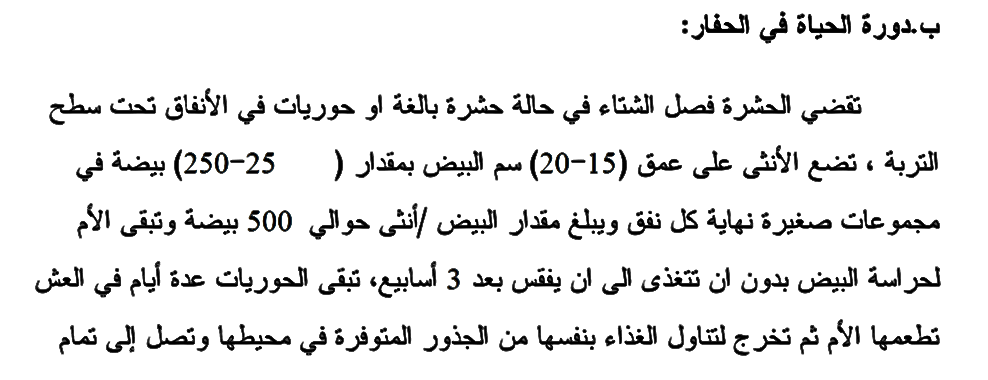 ب.دورة الحياة في الحفار:
تقضي الحشرة فصل الشتاء في حالة حشرة بالغة او حوريات في الأنفاق تحت سطح
التربة ، تضع الأنثى على عمق (15-20) سم البيض بمقدار ( 25-250) بيضة في
مجموعات صغيرة نهاية كل نفق ويبلغ مقدار البيض /أنثى حوالي 500 بيضة وتبقى الأم
لحراسة البيض بدون ان تتغذى الى ان يفقس بعد 3 أسابيع، تبقى الحوريات عدة أيام في العش
تطعمها الأم ثم تخرج لتناول الغذاء بنفسها من الجذور المتوفرة في محيطها وتصل إلى تمام